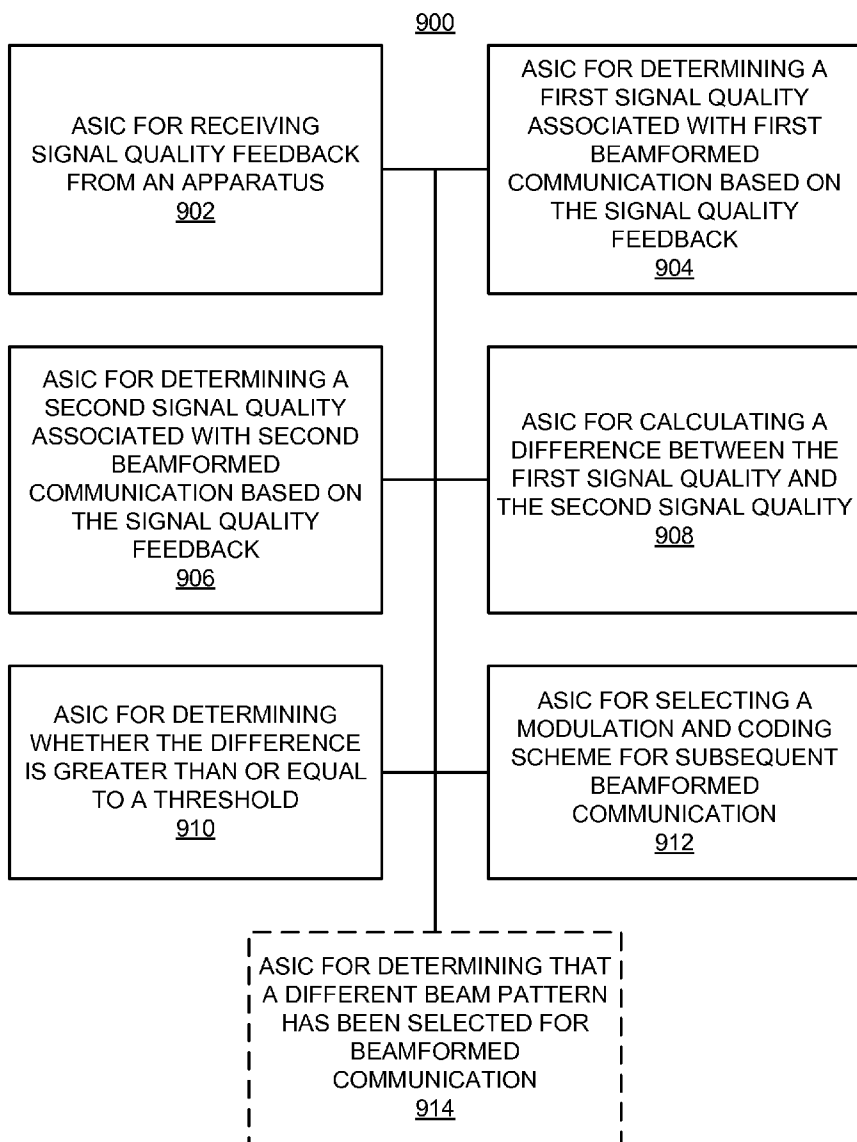 900
ASIC FOR RECEIVING
SIGNAL QUALITY FEEDBACK
FROM AN APPARATUS
902
ASIC FOR DETERMINING A
FIRST SIGNAL QUALITY
ASSOCIATED WITH FIRST
BEAMFORMED
COMMUNICATION BASED ON
THE SIGNAL QUALITY
FEEDBACK
904
ASIC FOR DETERMINING A
SECOND SIGNAL QUALITY
ASSOCIATED WITH SECOND
BEAMFORMED
COMMUNICATION BASED ON
THE SIGNAL QUALITY
FEEDBACK
906
ASIC FOR CALCULATING A
DIFFERENCE BETWEEN THE
FIRST SIGNAL QUALITY AND
THE SECOND SIGNAL QUALITY
908
ASIC FOR DETERMINING
WHETHER THE DIFFERENCE
IS GREATER THAN OR EQUAL
TO A THRESHOLD
910
ASIC FOR SELECTING A
MODULATION AND CODING
SCHEME FOR SUBSEQUENT
BEAMFORMED
COMMUNICATION
912
ASIC FOR DETERMINING THAT
A DIFFERENT BEAM PATTERN
HAS BEEN SELECTED FOR
BEAMFORMED
COMMUNICATION
914